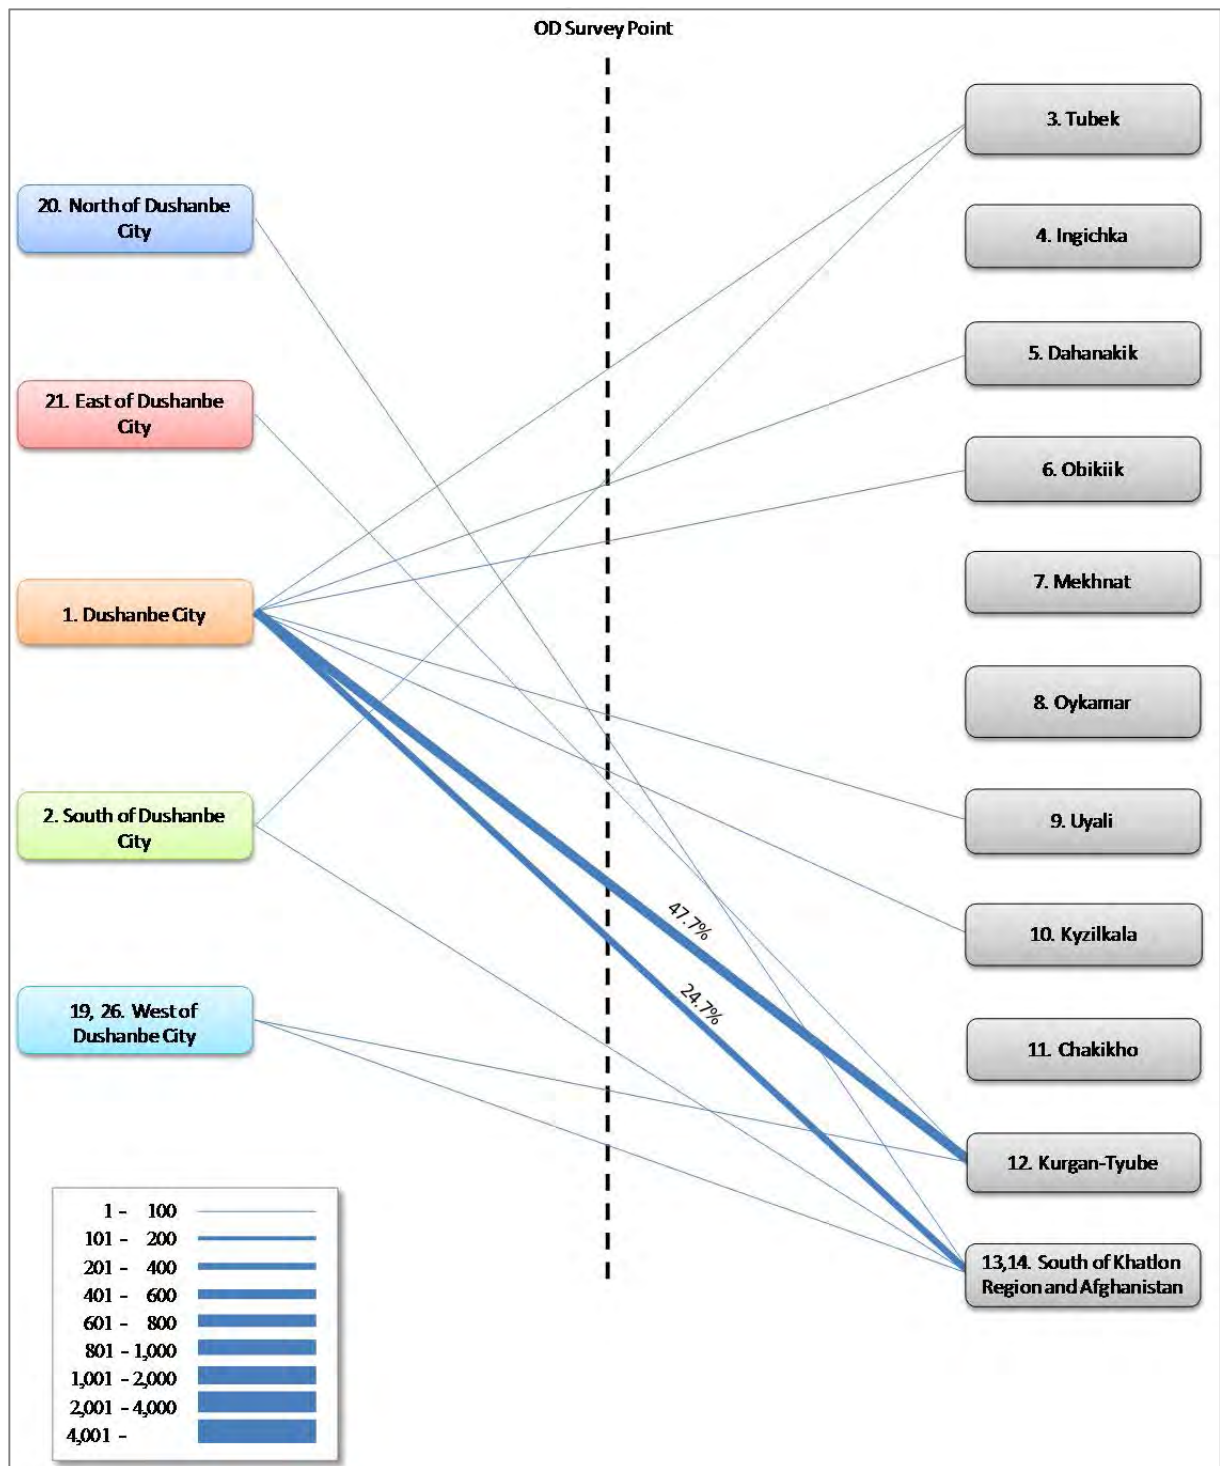 OD Survey Point
3. Tubek
20. North of Dushanbe
City
4. Ingichka
5. Dahanakik
21. East of Dushanbe
City
6. Obikiik
7. Mekhnat
1. Dushanbe City
8. Oykamar
2. South of Dushanbe
City
9. Uyali
47.7%
10. Kyzilkala
24.7%
19, 26. West of
Dushanbe City
11. Chakikho
12. Kurgan-Tyube
13,14. South of Khatlon
Region and Afghanistan
1 - 100
101 - 200
201 - 400
401 - 600
601 - 800
801 - 1,000
1,001 - 2,000
2,001 - 4,000
4,001 -